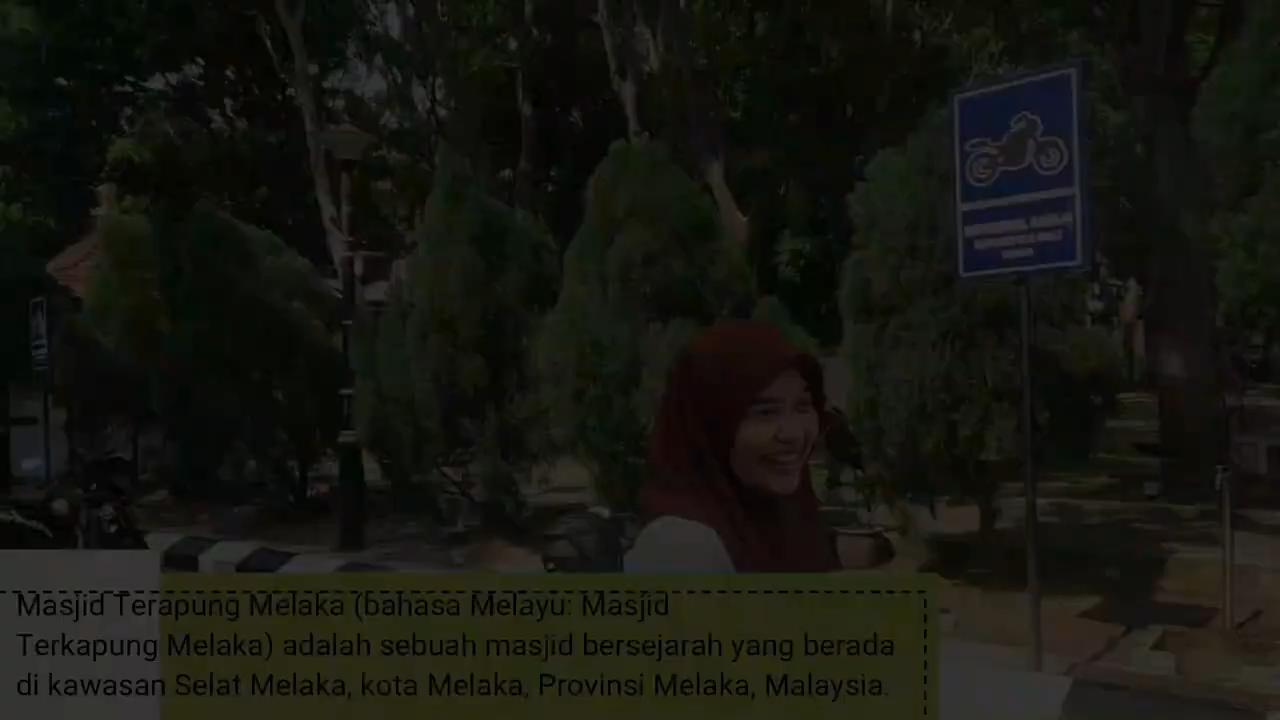 Masjid Terapung Melaka (bahasa Melayu: Masjid
Terkapung Melaka) adalah sebuah masjid bersejarah yang berada
di kawasan Selat Melaka, kota Melaka, Provinsi Melaka, Malaysia.